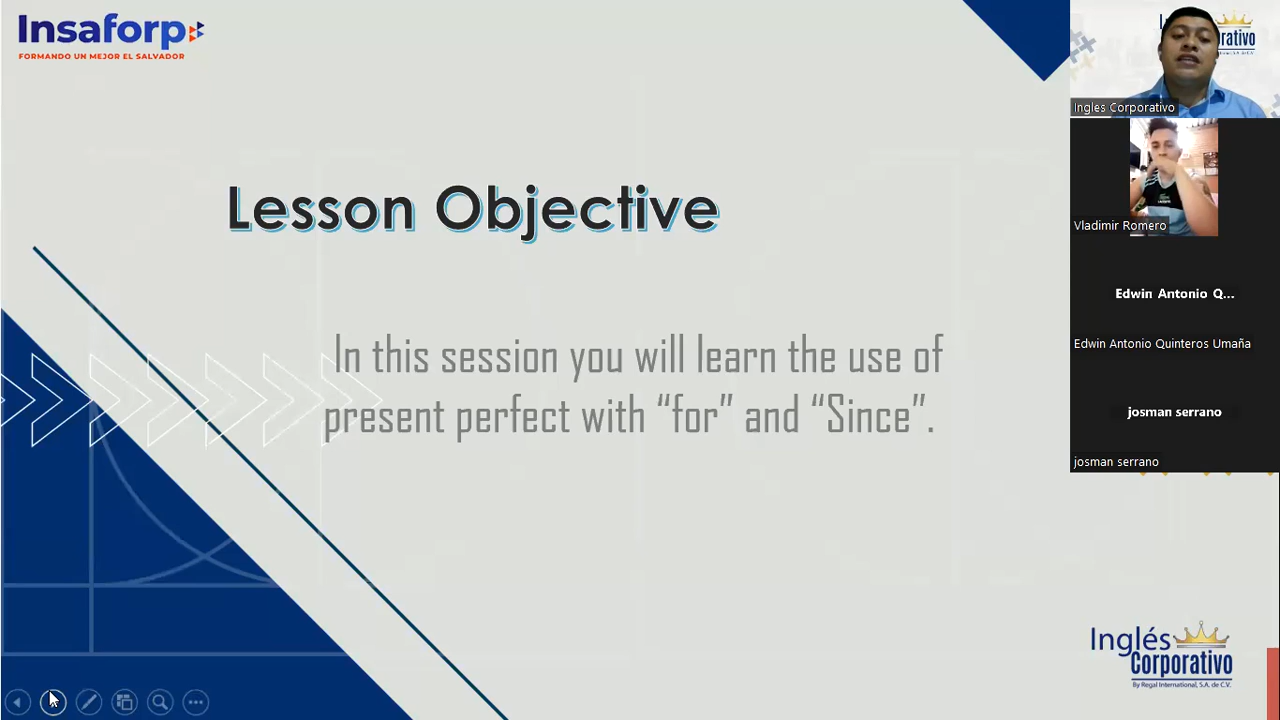 Insaforp
FORMANDO UN MEJOR EL SALVADOR
Lesson Objective
In this session you will learn the use of
present perfect with “for” and “Since”.
Ingles Corporativo
Vladimir Romero
Edwin Antonio Q...
Edwin Antonio Quinteros Umaña
josman serrano
josman serrano
Inglés
Corporativo
By Regal International, S.A. de C.V.